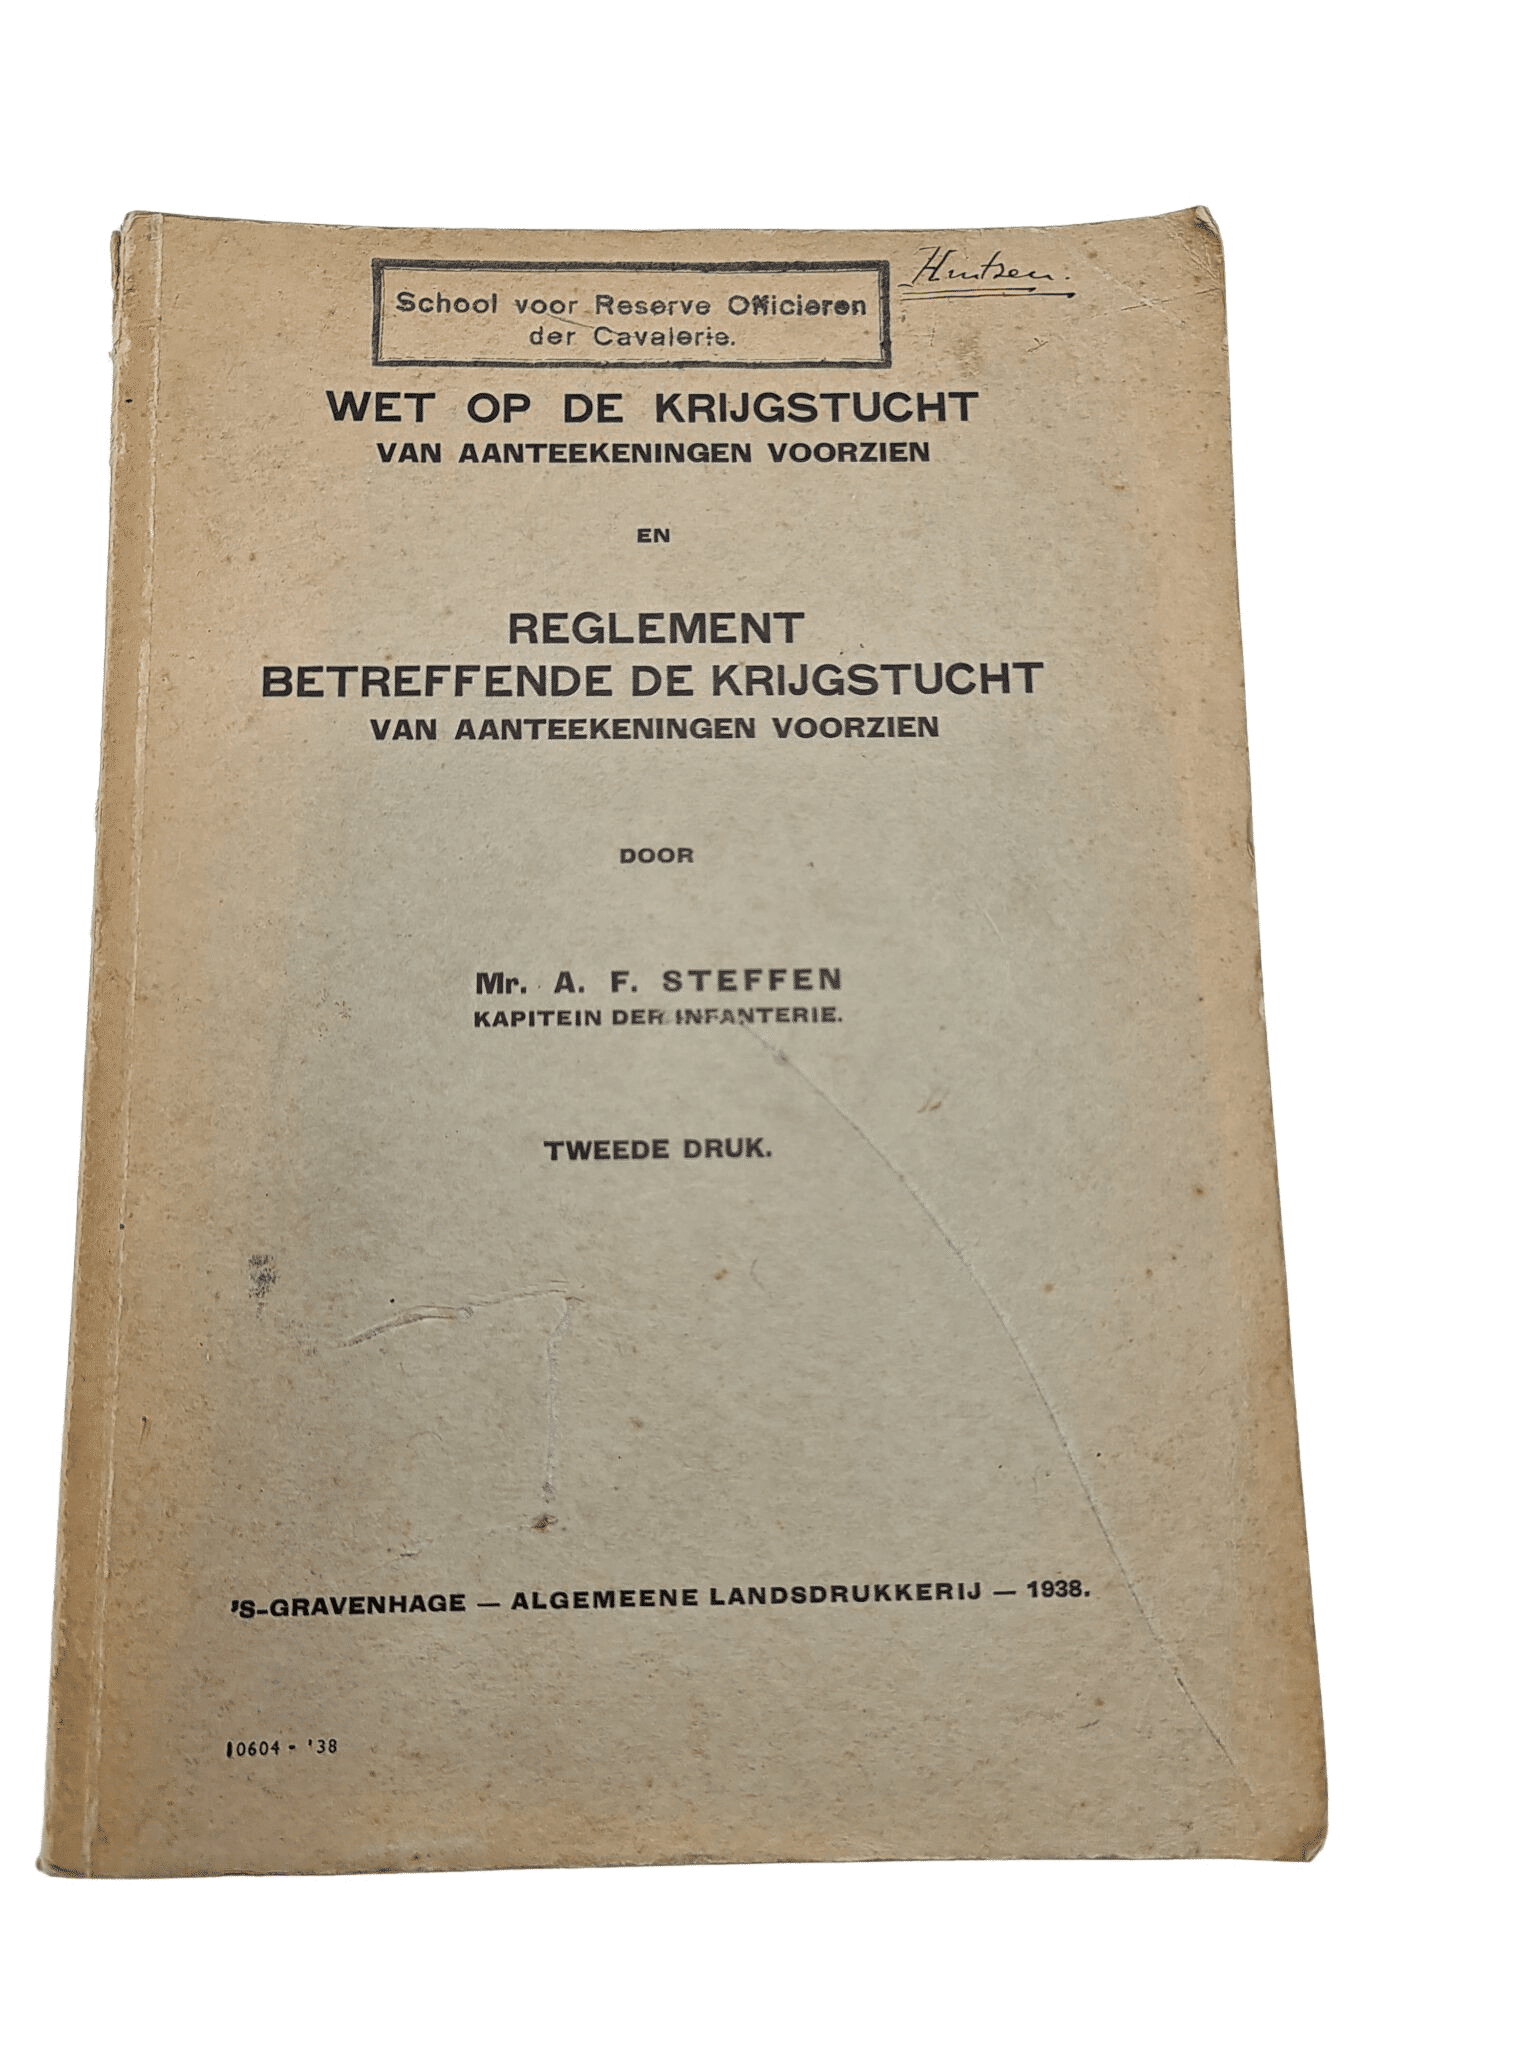 School voor Reserve Officieren
der Cavalerie.
WET OP DE KRIJGSTUCHT
VAN AANTEEKENINGEN VOORZIEN
EN
REGLEMENT
BETREFFENDE DE KRIJGSTUCHT
VAN AANTEEKENINGEN VOORZIEN
DOOR
Mr. A. F. STEFFEN
KAPITEIN DER INFANTERIE.
TWEEDE DRUK.
'S-GRAVENHAGE — ALGEMEENE LANDSDRUKKERIJ — 1938.
10604 - '38